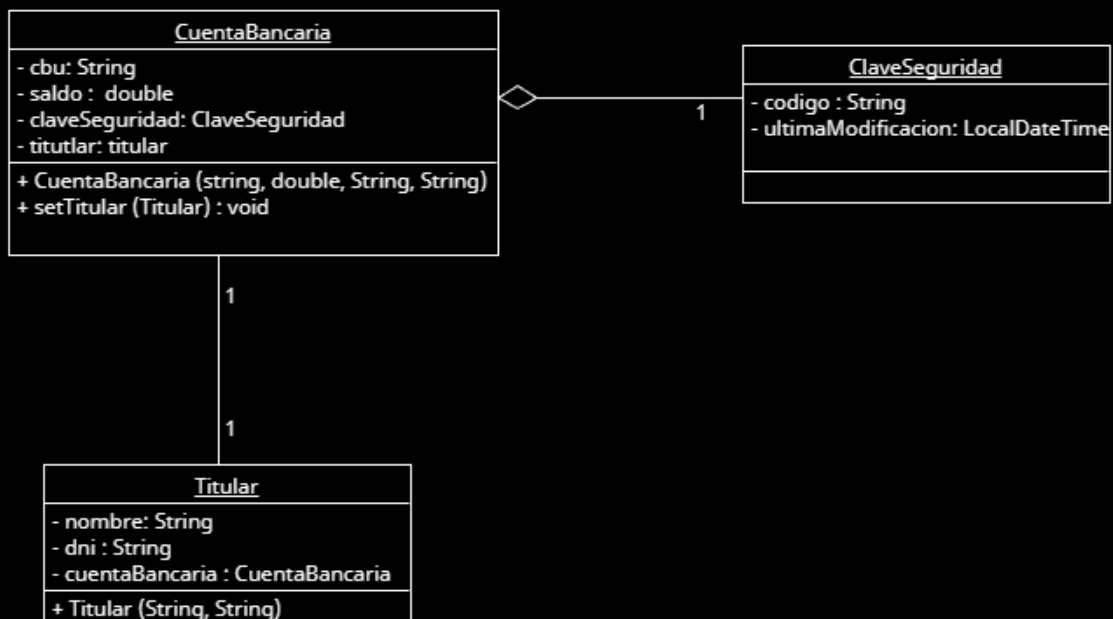 CuentaBancaria
- cbu: String
- saldo : double
- claveSeguridad: ClaveSeguridad
- titutlar: titular
+ CuentaBancaria (string, double, String, String)
+ setTitular (Titular) : void
1
ClaveSeguridad
- codigo : String
- ultimaModificacion: LocalDateTime
1
1
Titular
- nombre: String
- dni : String
- cuentaBancaria : CuentaBancaria
+ Titular (String, String)